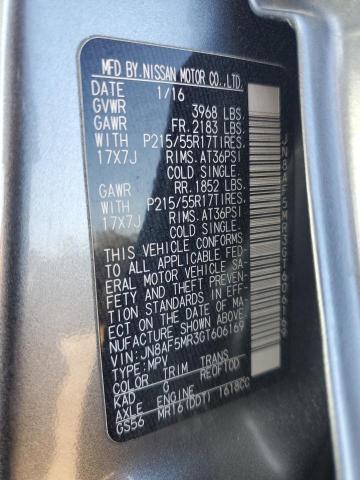 MFD BY.NISSAN MOTOR CO.,LTD.
DATE 1/16
GVWR 3968 LBS.
GAWR FR. 2183 LBS.
WITH P215/55R17TIRES.
17X7J RIMS. AT36PSI
COLD SINGLE.
GAWR RR. 1852 LBS.
WITH P215/55R17TIRES.
17X7J RIMS. AT36PSI
COLD SINGLE.
THIS VEHICLE CONFORMS
TO ALL APPLICABLE FED-
ERAL MOTOR VEHICLE SA-
FETY AND THEFT PREVEN-
TION STANDARDS IN EFF-
ECT ON THE DATE OF MA-
NUFACTURE SHOWN ABOVE.
VIN: JN8AF5MR3GT606169
TYPE: MPV
COLOR TRIM TRANS
KAD G RE0F10D
AXLE ENGINE
GS56 MR16(DDT) 1618CC
JN8AF5MR3GT606169